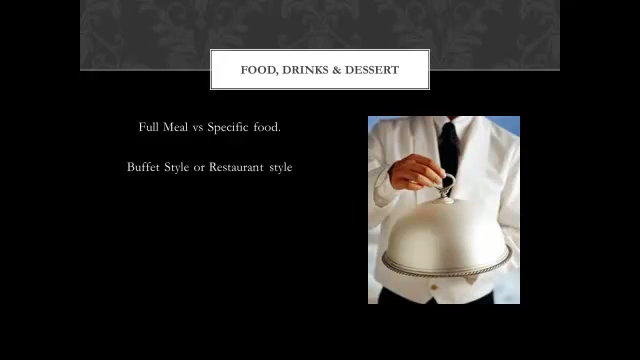 FOOD, DRINKS & DESSERT
Full Meal vs Specific food.
Buffet Style or Restaurant style